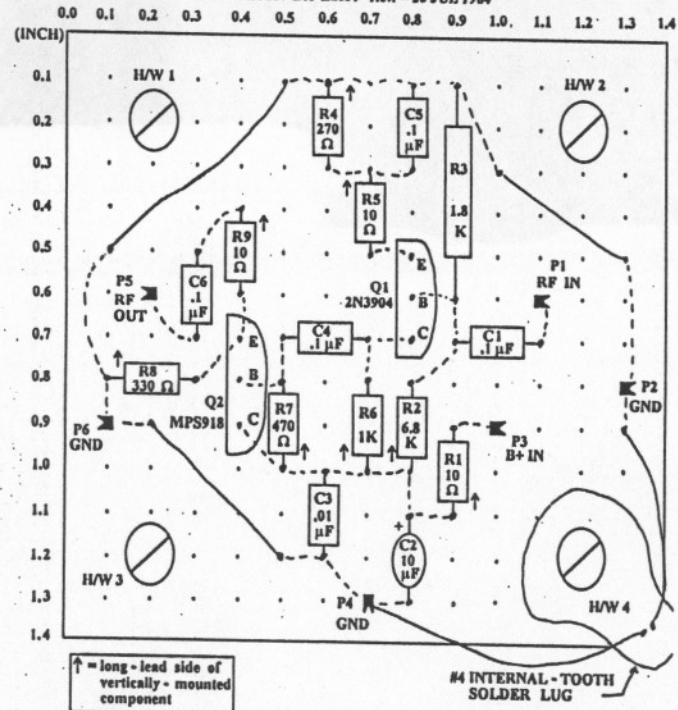 0.0 0.1 0.2 0.3 0.4 0.5 0.6 0.7 0.8 0.9 1.0 1.1 1.2 1.3 1.4
(INCH)
0.1
0.2
0.3
0.4
0.5
0.6
0.7
0.8
0.9
1.0
1.1
1.2
1.3
1.4
H/W 1
H/W 2
R4
270
Ω
C5
.1
µF
R3
1.8
K
R5
10
Ω
R9
10
Ω
P5
RF
OUT
C6
.1
µF
Q1
2N3904
E
B
C
P1
RF IN
C4
.1 µF
C1
.1 µF
E
B
C
R8
330 Ω
Q2
MPS918
R7
470
Ω
R6
1K
R2
6.8
K
P2
GND
P6
GND
R1
10
Ω
P3
B+ IN
C3
.01
µF
+
C2
10
µF
H/W 3
H/W 4
P4
GND
↑ = long - lead side of
vertically - mounted
component
#4 INTERNAL - TOOTH
SOLDER LUG